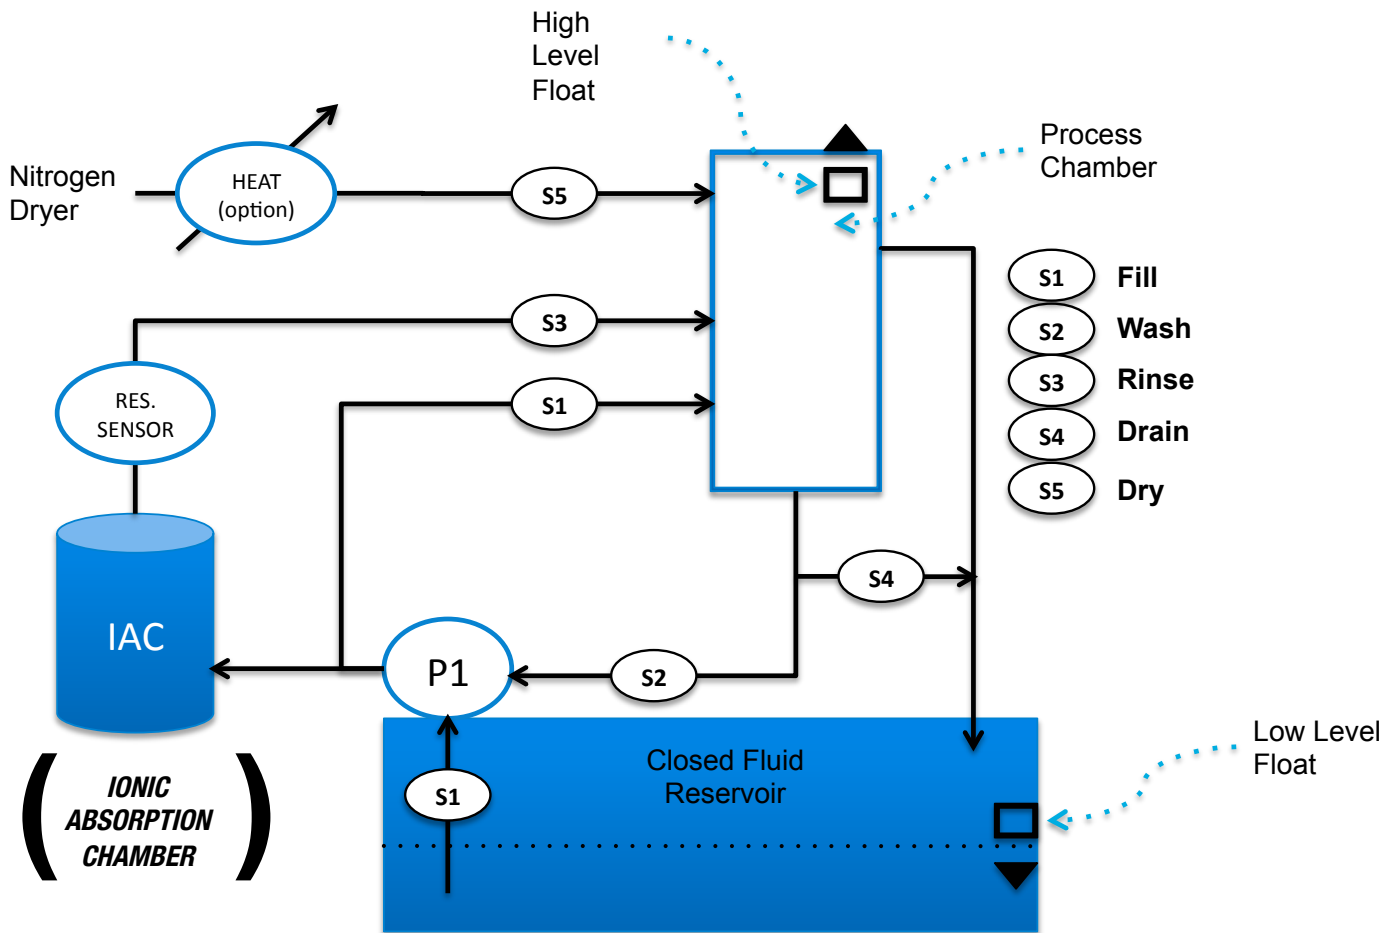 High
Level
Float
Process
Chamber
Nitrogen
Dryer
HEAT
(option)
S5
S3
S1
RES.
SENSOR
S1 Fill
S2 Wash
S3 Rinse
S4 Drain
S5 Dry
S4
IAC
P1
S2
(IONIC
ABSORPTION
CHAMBER)
S1
Closed Fluid
Reservoir
Low Level
Float